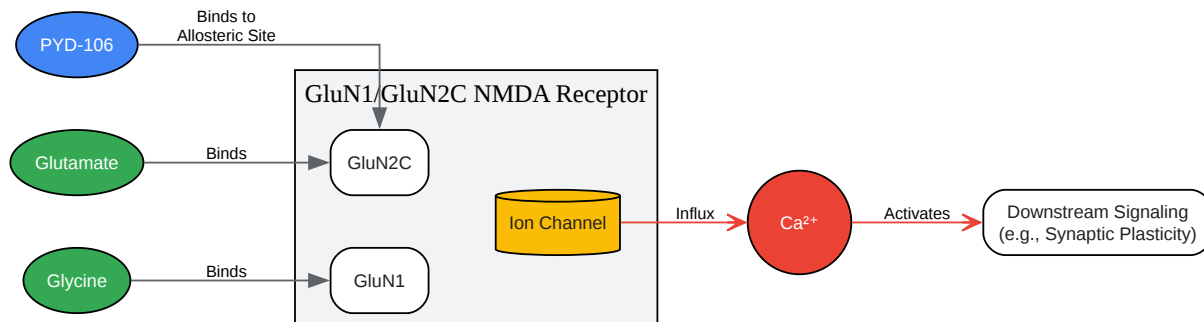 Binds to
Allosteric Site
PYD-106
GluN1/GluN2C NMDA Receptor
Glutamate
Binds
GluN2C
Ion Channel
Influx
Ca²⁺
Activates
Downstream Signaling
(e.g., Synaptic Plasticity)
Glycine
Binds
GluN1